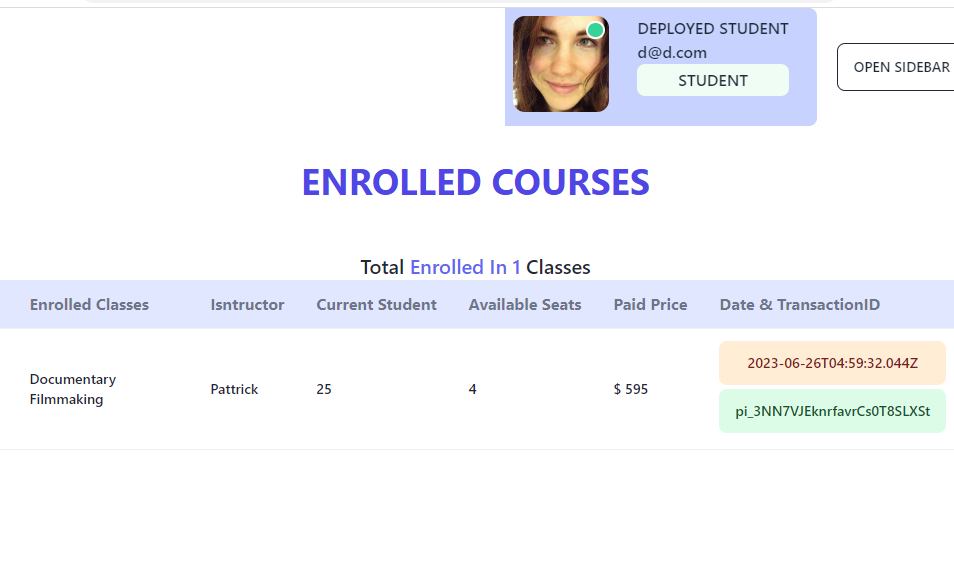 DEPLOYED STUDENT
d@d.com
STUDENT
OPEN SIDEBAR
ENROLLED COURSES
Total Enrolled In 1 Classes
Enrolled Classes Isntructor Current Student Available Seats Paid Price Date & TransactionID
Documentary
Filmmaking
Pattrick 25 4 $ 595
2023-06-26T04:59:32.044Z
pi_3NN7VJEknrfavrCs0T8SLXSt